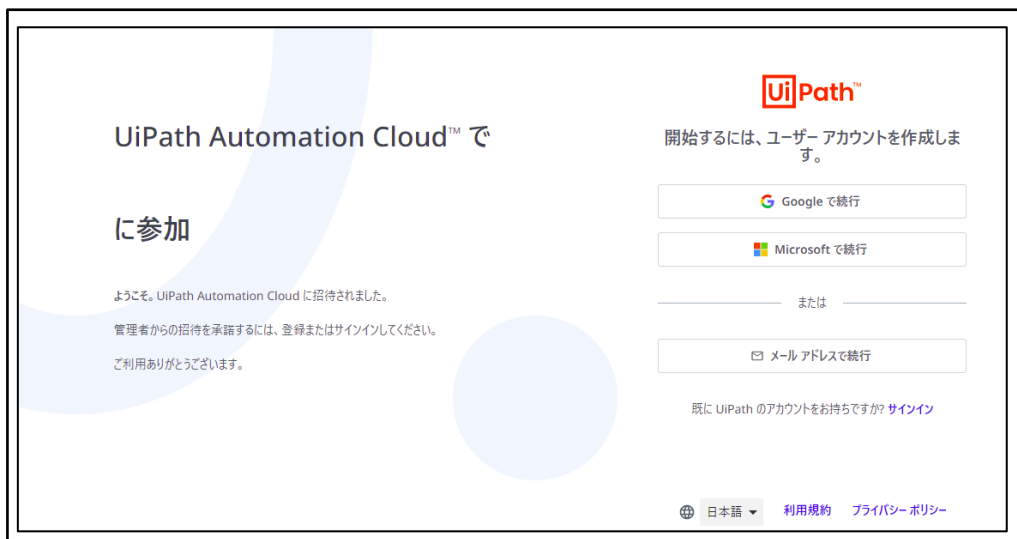 UiPath Automation Cloud™ で
に参加
ようこそ。UiPath Automation Cloud に招待されました。
管理者からの招待を承諾するには、登録またはサインインしてください。
ご利用ありがとうございます。
UiPath™
開始するには、ユーザー アカウントを作成しま
す。
Google で続行
Microsoft で続行
または
メール アドレスで続行
既に UiPath のアカウントをお持ちですか? サインイン
日本語 利用規約 プライバシー ポリシー